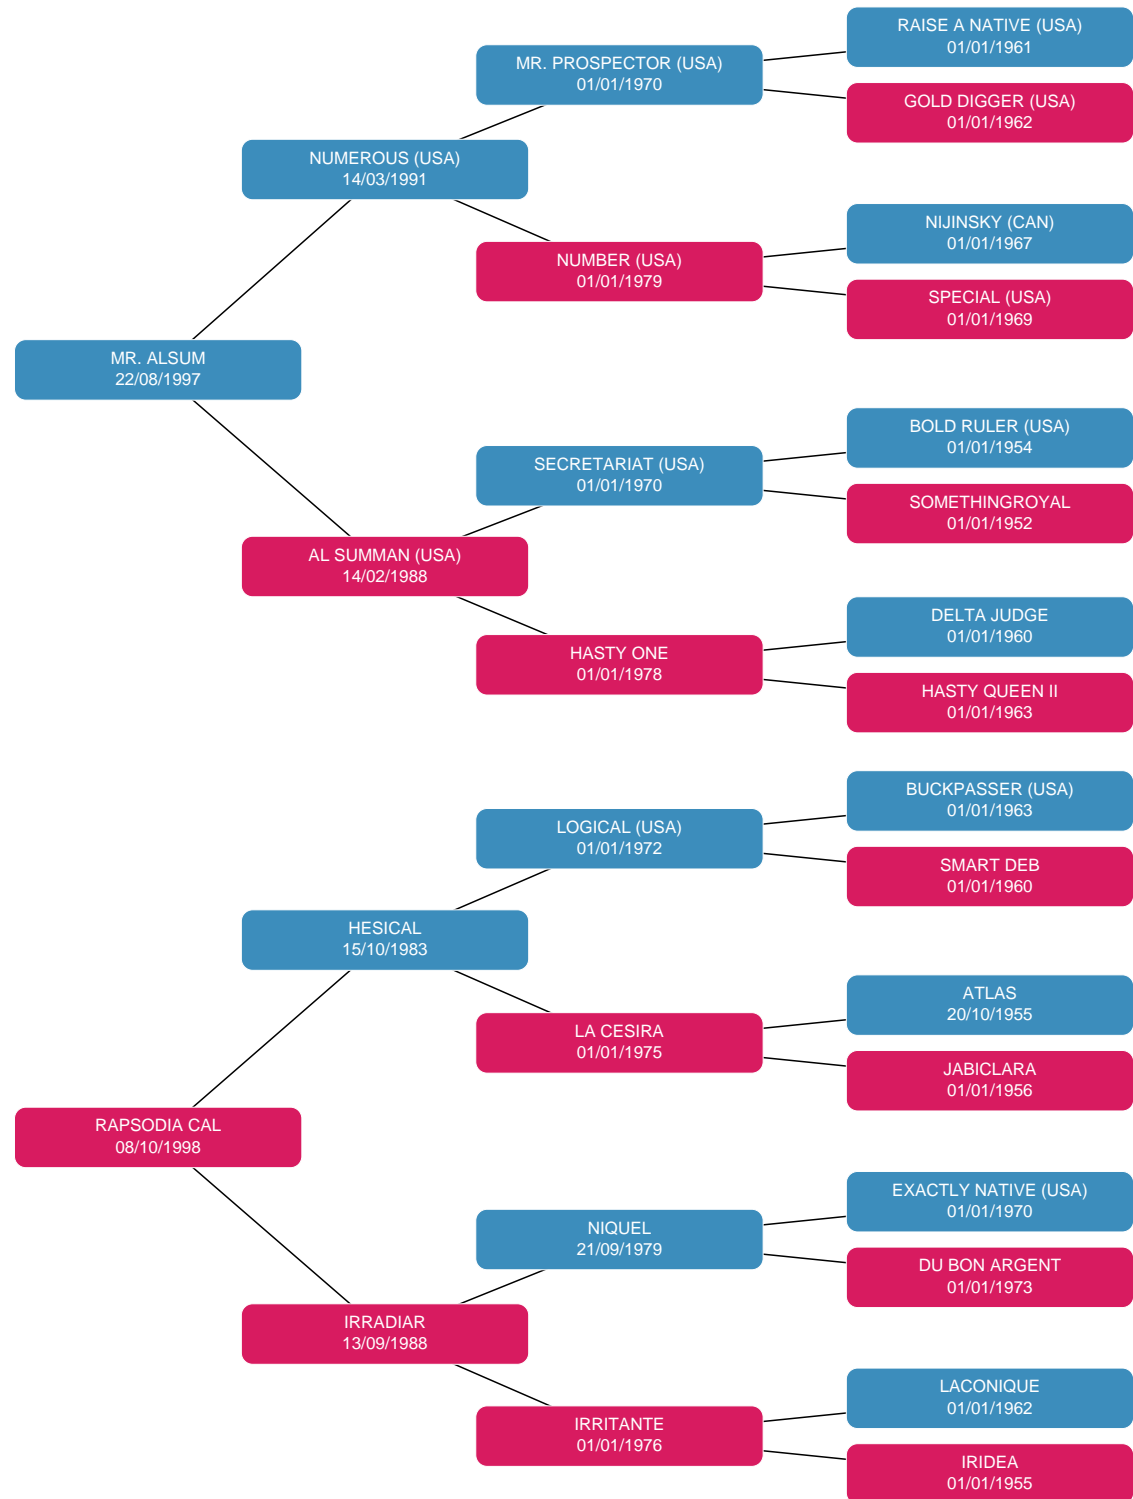 RAISE A NATIVE (USA)
01/01/1961
MR. PROSPECTOR (USA)
01/01/1970
GOLD DIGGER (USA)
01/01/1962
NUMEROUS (USA)
14/03/1991
NIJINSKY (CAN)
01/01/1967
NUMBER (USA)
01/01/1979
SPECIAL (USA)
01/01/1969
MR. ALSUM
22/08/1997
BOLD RULER (USA)
01/01/1954
SECRETARIAT (USA)
01/01/1970
SOMETHINGROYAL
01/01/1952
AL SUMMAN (USA)
14/02/1988
DELTA JUDGE
01/01/1960
HASTY ONE
01/01/1978
HASTY QUEEN II
01/01/1963
BUCKPASSER (USA)
01/01/1963
LOGICAL (USA)
01/01/1972
SMART DEB
01/01/1960
HESICAL
15/10/1983
ATLAS
20/10/1955
LA CESIRA
01/01/1975
JABICLARA
01/01/1956
RAPSODIA CAL
08/10/1998
EXACTLY NATIVE (USA)
01/01/1970
NIQUEL
21/09/1979
DU BON ARGENT
01/01/1973
IRRADIAR
13/09/1988
LACONIQUE
01/01/1962
IRRITANTE
01/01/1976
IRIDEA
01/01/1955